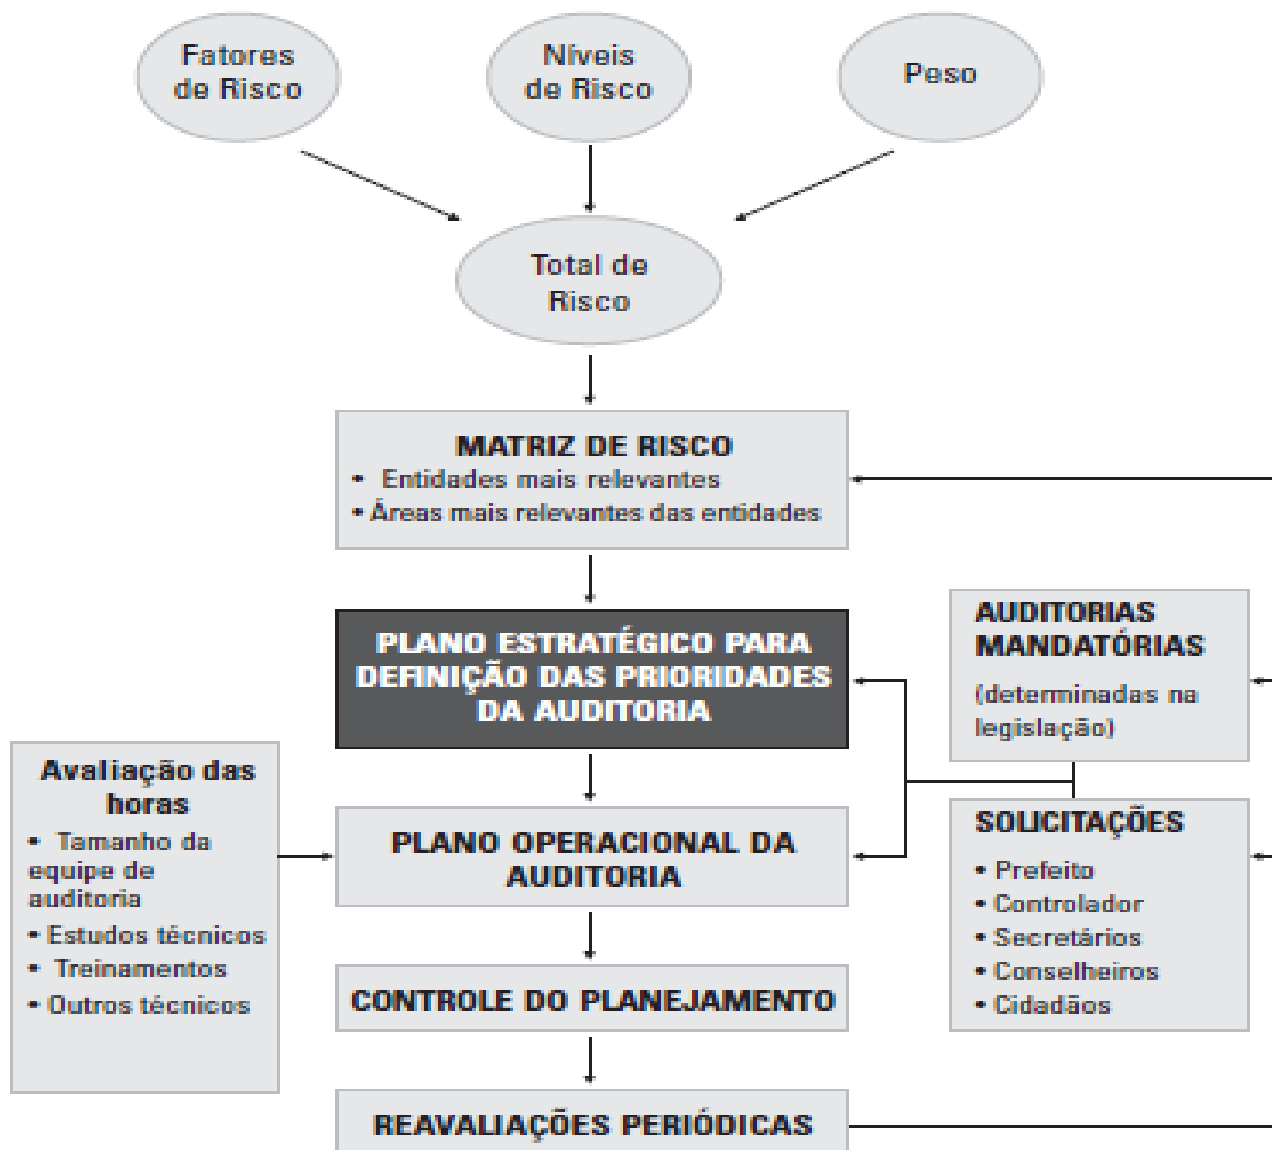 Fatores
de Risco
Níveis
de Risco
Peso
Total de
Risco
MATRIZ DE RISCO
• Entidades mais relevantes
• Áreas mais relevantes das entidades
PLANO ESTRATÉGICO PARA
DEFINIÇÃO DAS PRIORIDADES
DA AUDITORIA
AUDITORIAS
MANDATÓRIAS
(determinadas na
legislação)
Avaliação das
horas
• Tamanho da
equipe de
auditoria
• Estudos técnicos
• Treinamentos
• Outros técnicos
PLANO OPERACIONAL DA
AUDITORIA
SOLICITAÇÕES
• Prefeito
• Controlador
• Secretários
• Conselheiros
• Cidadãos
CONTROLE DO PLANEJAMENTO
REAVALIAÇÕES PERIÓDICAS